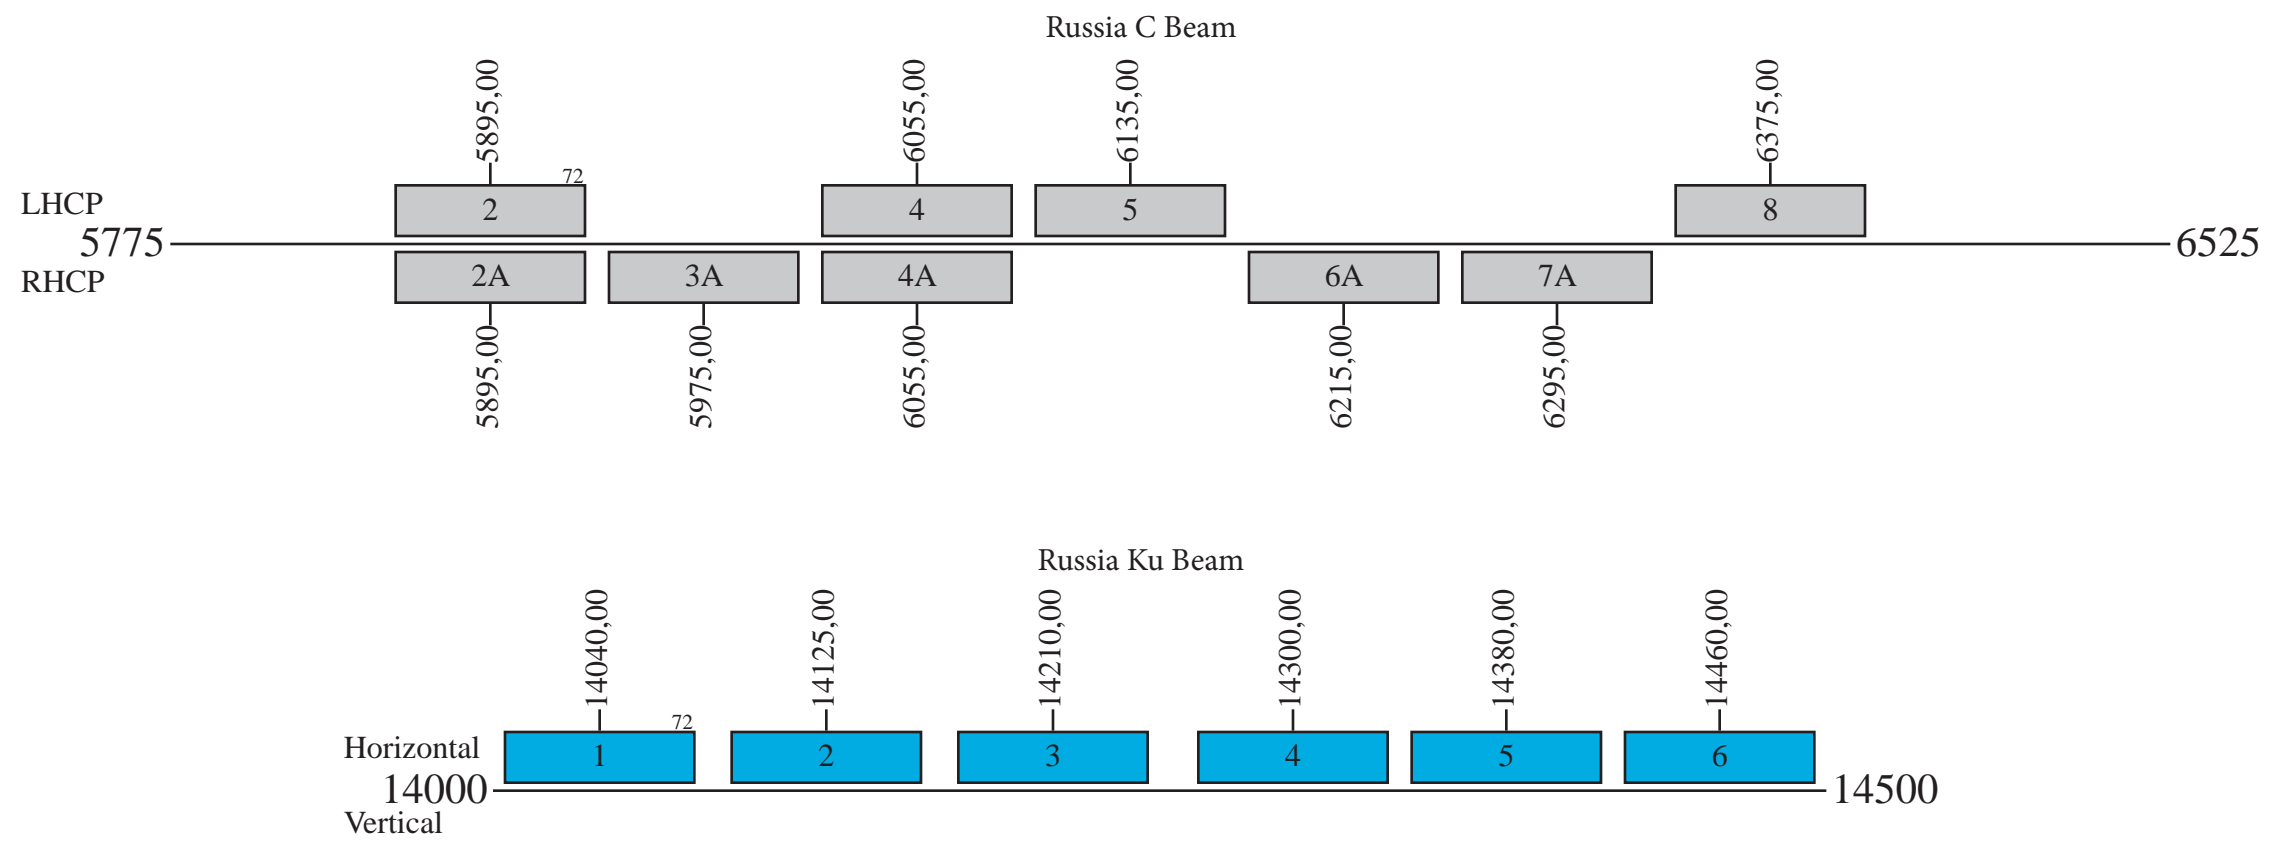 Russia C Beam
5895,00 6055,00 6135,00 6375,00
72
LHCP 2 4 5 8
5775 6525
RHCP 2A 3A 4A 6A 7A
5895,00 5975,00 6055,00 6215,00 6295,00
Russia Ku Beam
14040,00 14125,00 14210,00 14300,00 14380,00 14460,00
72
Horizontal 1 2 3 4 5 6
14000 14500
Vertical